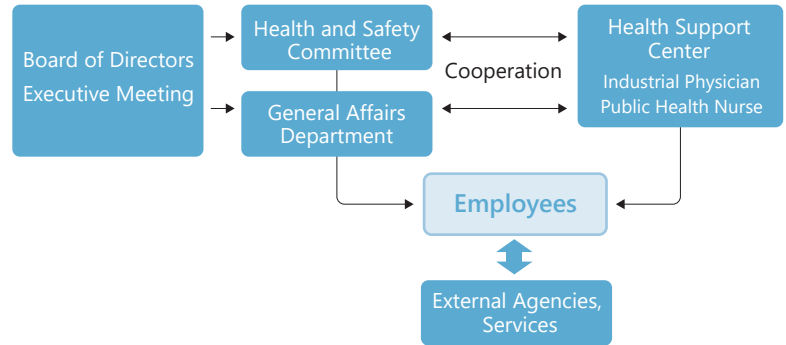 Board of Directors
Executive Meeting
Health and Safety
Committee
General Affairs
Department
Cooperation
Health Support
Center
Industrial Physician
Public Health Nurse
Employees
External Agencies,
Services